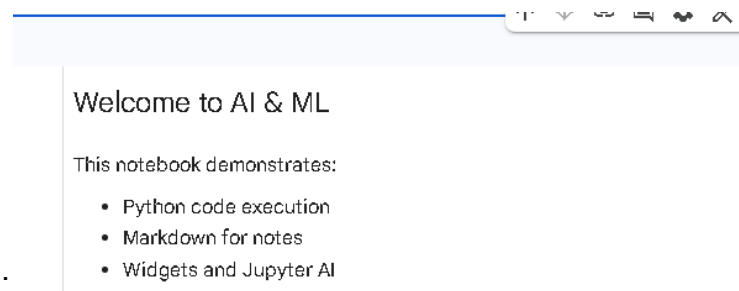 Welcome to AI & ML
This notebook demonstrates:
• Python code execution
• Markdown for notes
• Widgets and Jupyter AI
.